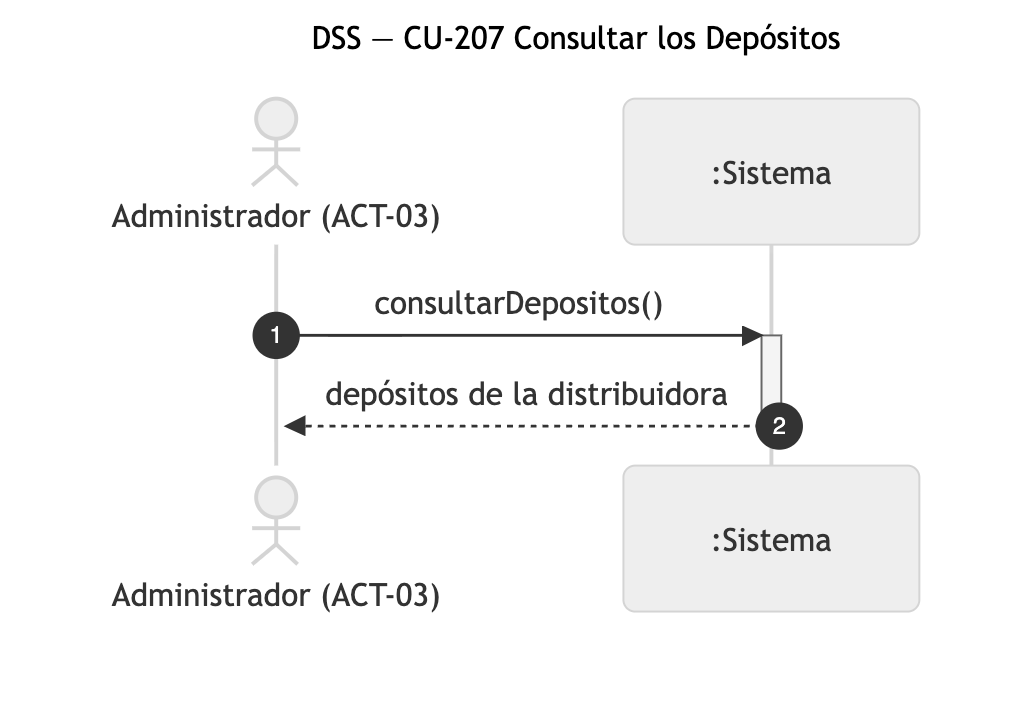 DSS — CU-207 Consultar los Depósitos
Administrador (ACT-03)
:Sistema
consultarDepositos()
1
depósitos de la distribuidora
2
Administrador (ACT-03)
:Sistema